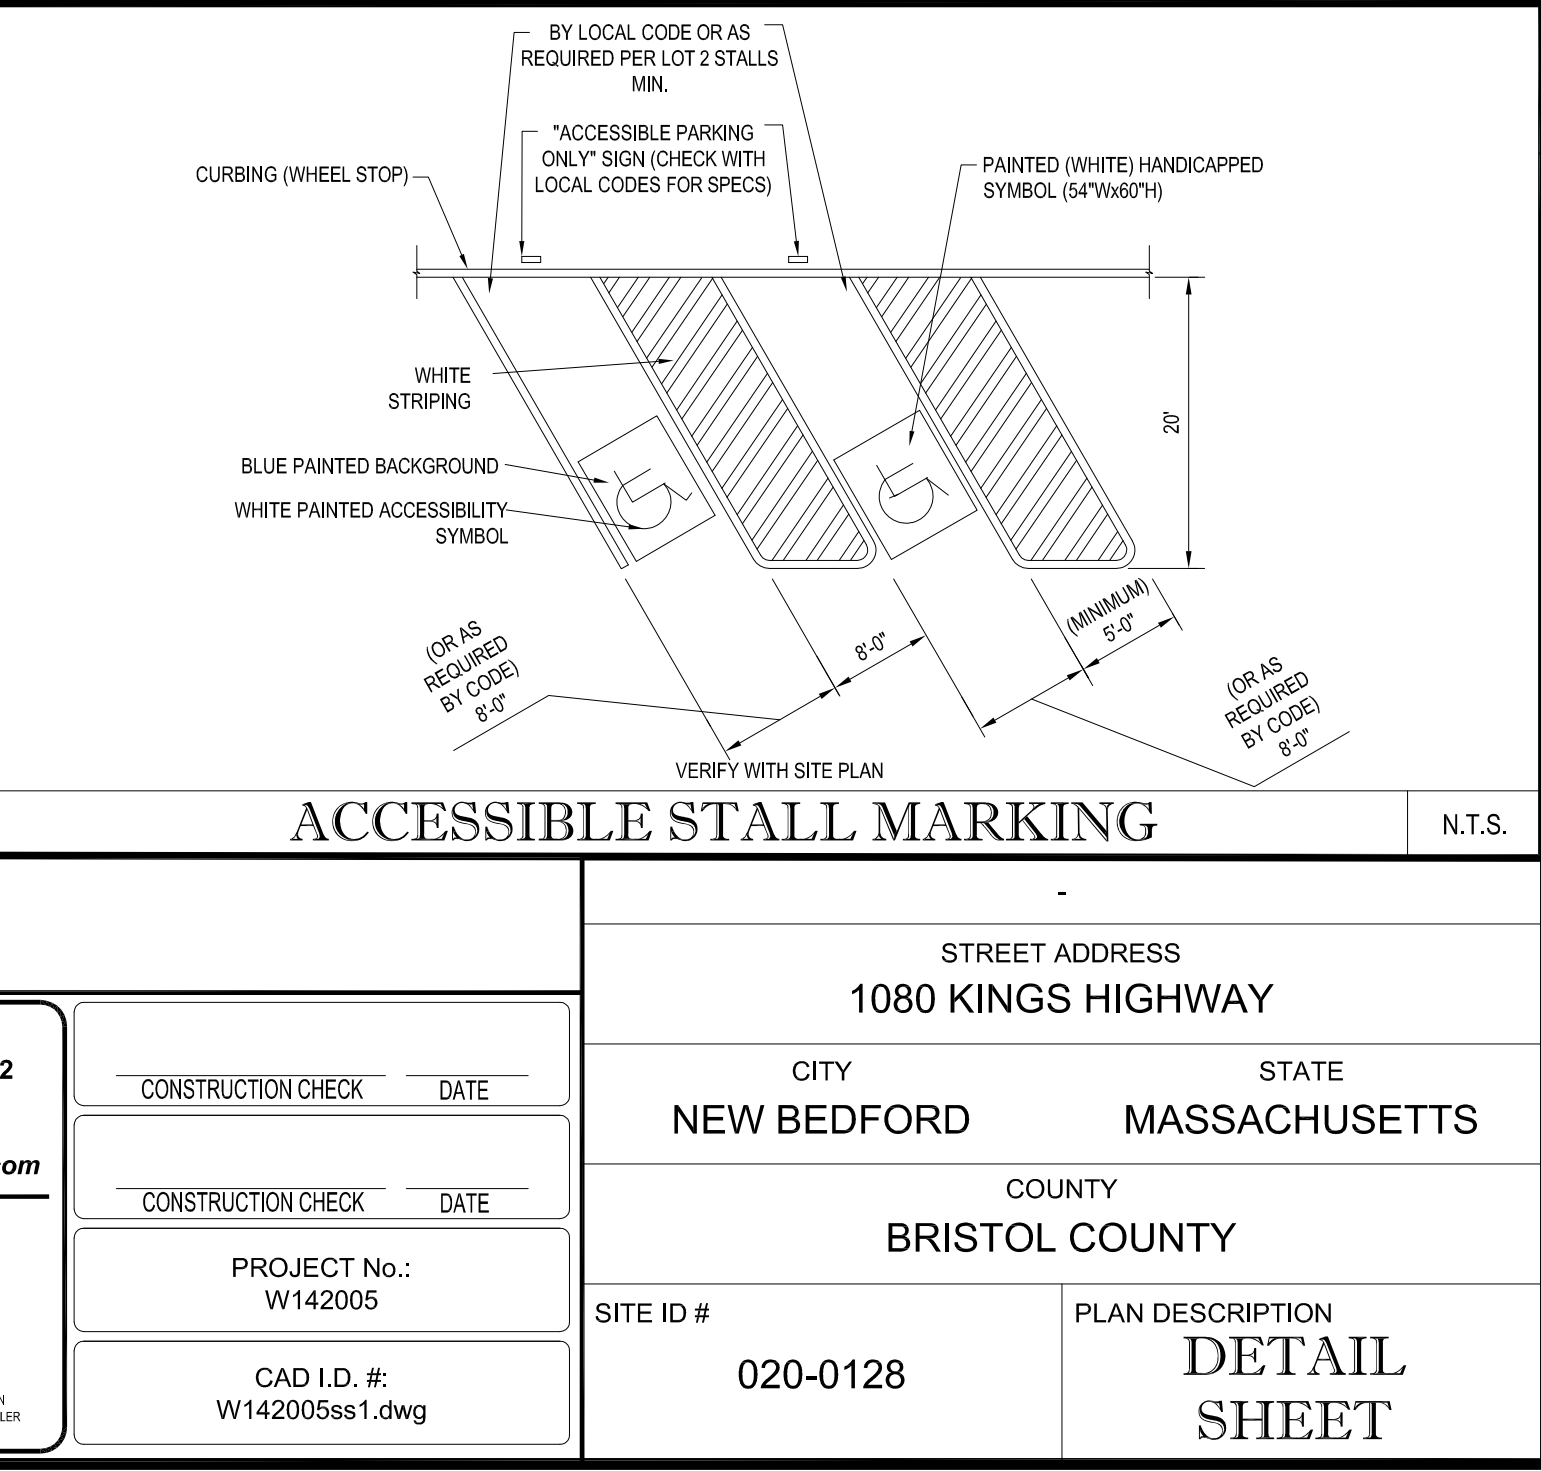 BY LOCAL CODE OR AS
REQUIRED PER LOT 2 STALLS
MIN.
"ACCESSIBLE PARKING
ONLY" SIGN (CHECK WITH
LOCAL CODES FOR SPECS)
CURBING (WHEEL STOP)
PAINTED (WHITE) HANDICAPPED
SYMBOL (54"Wx60"H)
WHITE
STRIPING
20'
BLUE PAINTED BACKGROUND
WHITE PAINTED ACCESSIBILITY
SYMBOL
(OR AS
REQUIRED
BY CODE)
8'-0"
8'-0"
(MINIMUM)
5'-0"
(OR AS
REQUIRED
BY CODE)
8'-0"
VERIFY WITH SITE PLAN
ACCESSIBLE STALL MARKING
N.T.S.
-
STREET ADDRESS
1080 KINGS HIGHWAY
CITY
NEW BEDFORD
STATE
MASSACHUSETTS
COUNTY
BRISTOL COUNTY
SITE ID #
020-0128
PLAN DESCRIPTION
DETAIL
SHEET
2
om
N
LER
CONSTRUCTION CHECK DATE
CONSTRUCTION CHECK DATE
PROJECT No.:
W142005
CAD I.D. #:
W142005ss1.dwg